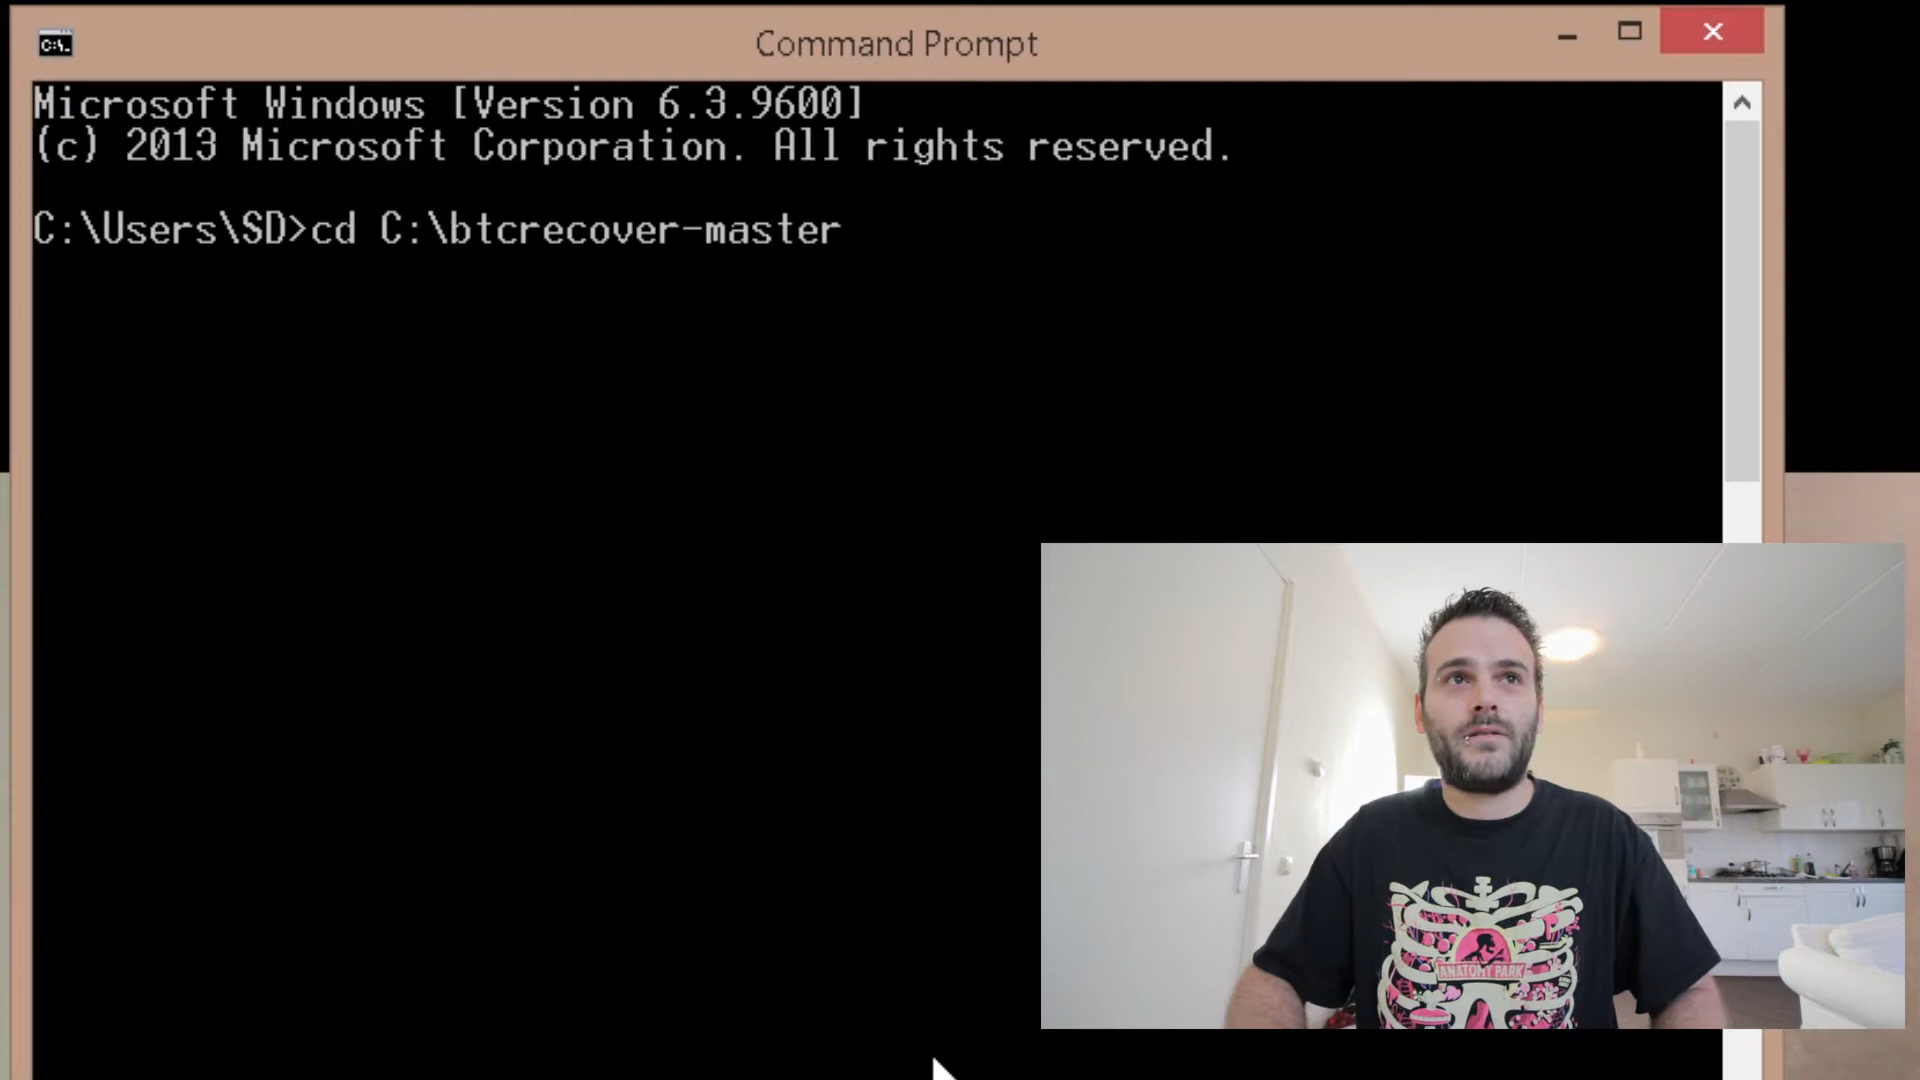 Command Prompt
C:\.
Microsoft Windows [Version 6.3.9600]
(c) 2013 Microsoft Corporation. All rights reserved.
C:\Users\SD>cd C:\btcrecover-master
ANATOMY PARK